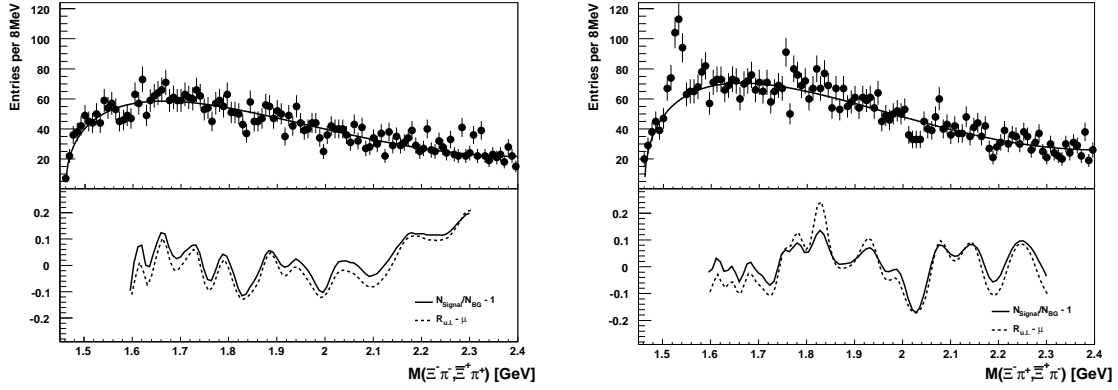 Entries per 8MeV
120
100
80
60
40
20
0.2
0.1
0
-0.1
-0.2
N_Signal/N_BG - 1
R_u.l. - μ
1.5 1.6 1.7 1.8 1.9 2 2.1 2.2 2.3 2.4
M(Ξ⁻π⁻,Ξ̄⁺π⁺) [GeV]
Entries per 8MeV
120
100
80
60
40
20
0.2
0.1
0
-0.1
-0.2
N_Signal/N_BG - 1
R_u.l. - μ
1.5 1.6 1.7 1.8 1.9 2 2.1 2.2 2.3 2.4
M(Ξ⁻π⁺,Ξ̄⁺π⁻) [GeV]